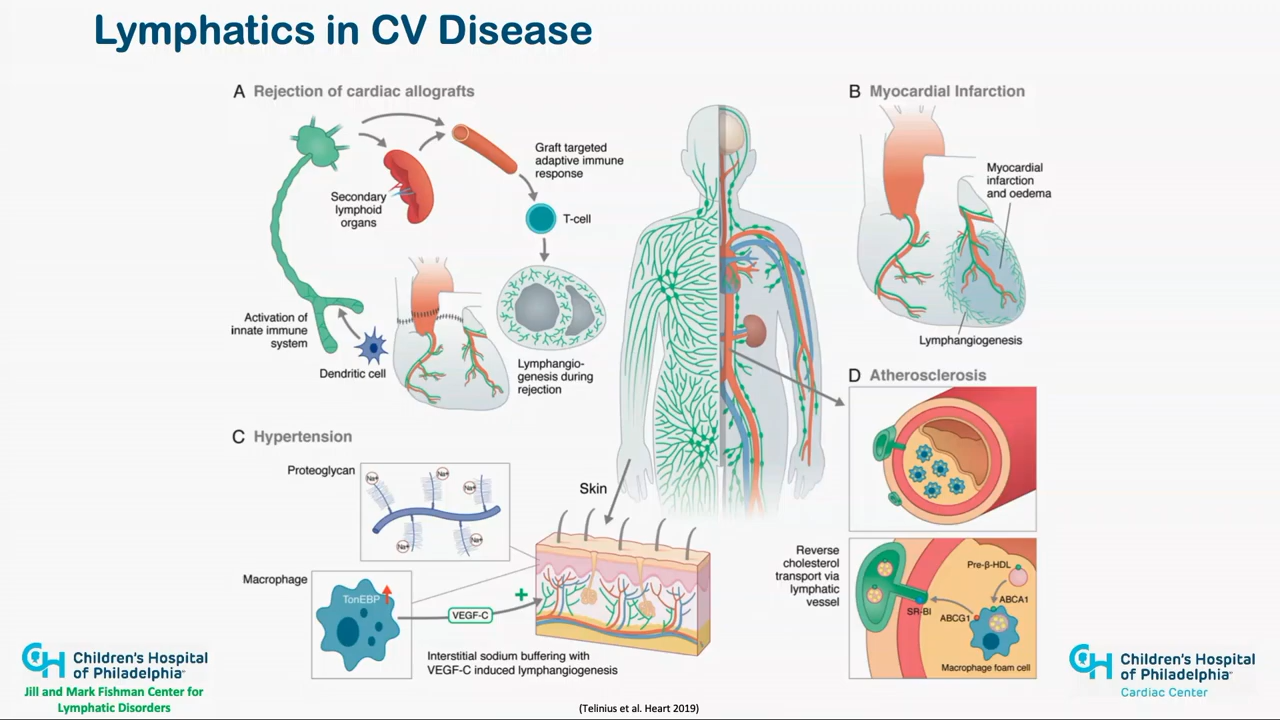 Lymphatics in CV Disease
A Rejection of cardiac allografts
Secondary
lymphoid
organs
Graft targeted
adaptive immune
response
T-cell
Activation of
innate immune
system
Dendritic cell
Lymphangio-
genesis during
rejection
B Myocardial Infarction
Myocardial
infarction
and oedema
Lymphangiogenesis
C Hypertension
Proteoglycan
Na+
Na+
Na+
Na+
Na+
Skin
Macrophage
TonEBP
VEGF-C
+
Interstitial sodium buffering with
VEGF-C induced lymphangiogenesis
D Atherosclerosis
Reverse
cholesterol
transport via
lymphatic
vessel
Pre-β-HDL
ABCA1
SR-BI
ABCG1
Macrophage foam cell
Children's Hospital
of Philadelphia
Jill and Mark Fishman Center for
Lymphatic Disorders
(Telinius et al. Heart 2019)
Children's Hospital
of Philadelphia
Cardiac Center